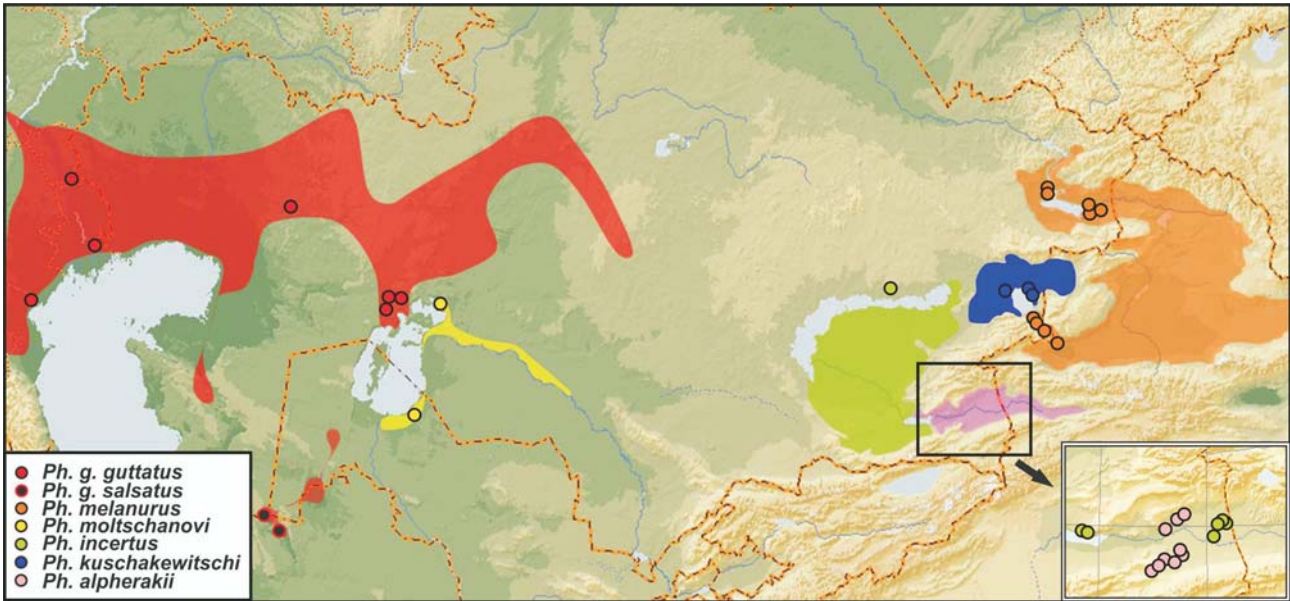 Ph. g. guttatus
Ph. g. salsatus
Ph. melanurus
Ph. moltschanovi
Ph. incertus
Ph. kuschakewitschi
Ph. alpherakii